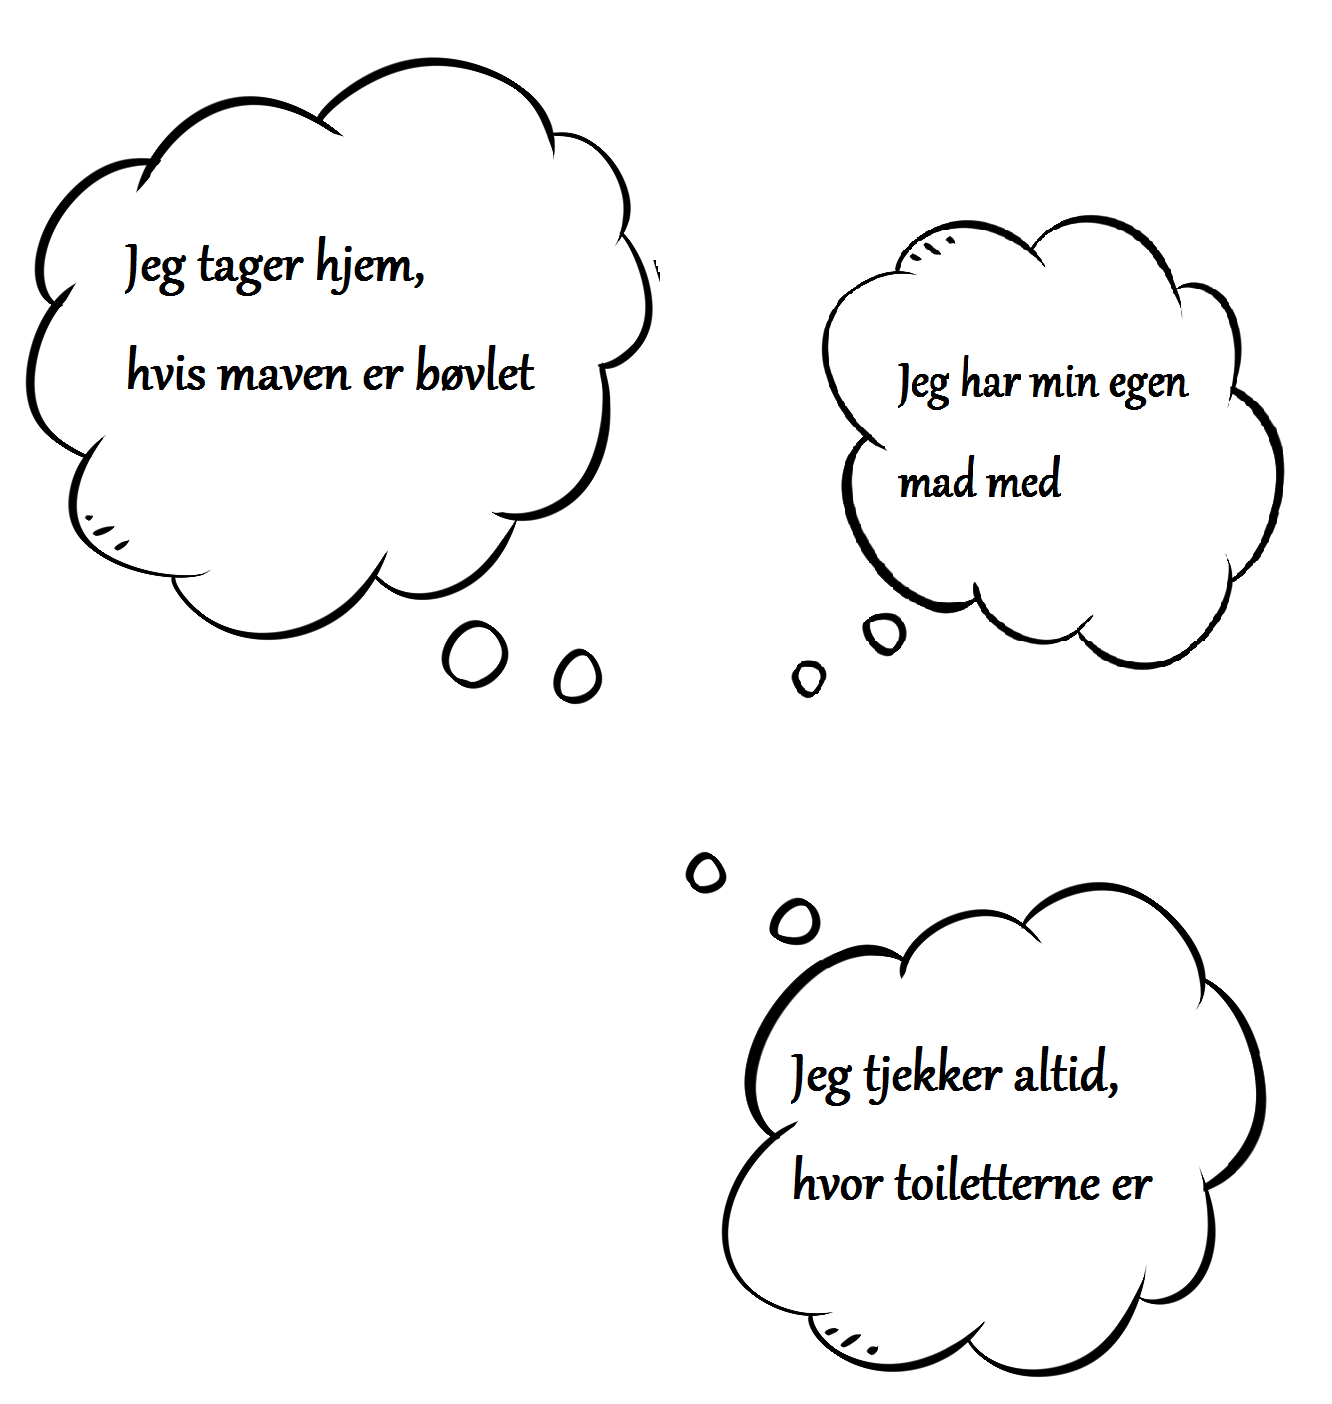 Jeg tager hjem,
hvis maven er bøvlet
Jeg har min egen
mad med
Jeg tjekker altid,
hvor toiletterne er